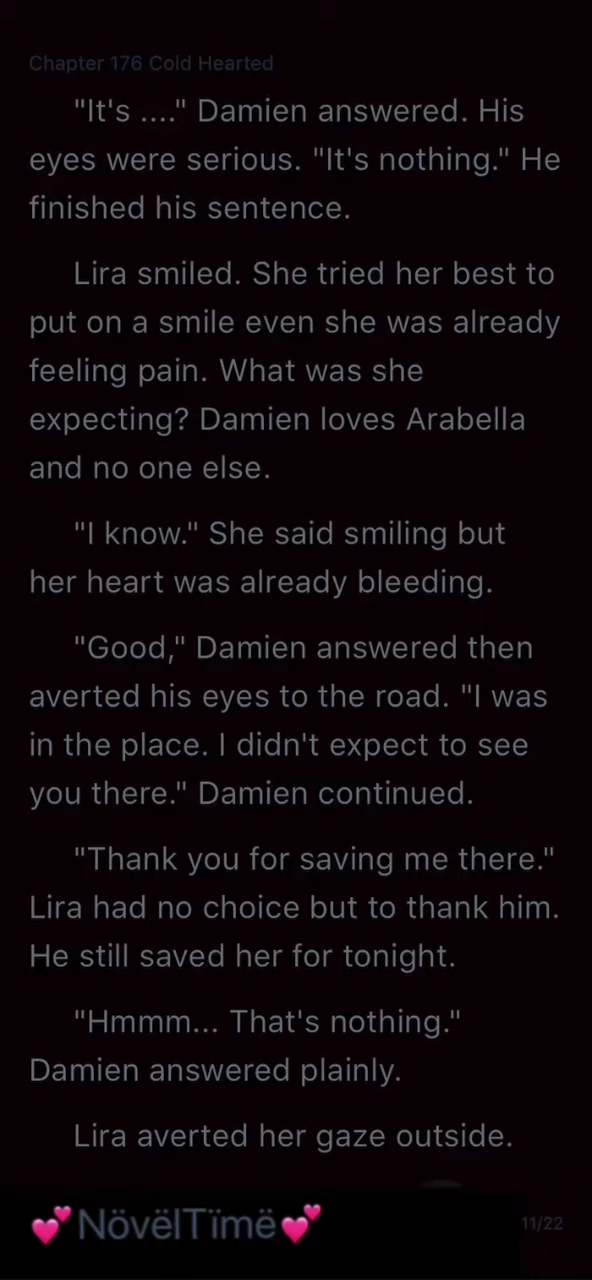 Chapter 176 Cold Hearted
"It's ...." Damien answered. His
eyes were serious. "It's nothing." He
finished his sentence.
Lira smiled. She tried her best to
put on a smile even she was already
feeling pain. What was she
expecting? Damien loves Arabella
and no one else.
"I know." She said smiling but
her heart was already bleeding.
"Good," Damien answered then
averted his eyes to the road. "I was
in the place. I didn't expect to see
you there." Damien continued.
"Thank you for saving me there."
Lira had no choice but to thank him.
He still saved her for tonight.
"Hmmm... That's nothing."
Damien answered plainly.
Lira averted her gaze outside.
💕NövëlTïmë💕
11/22